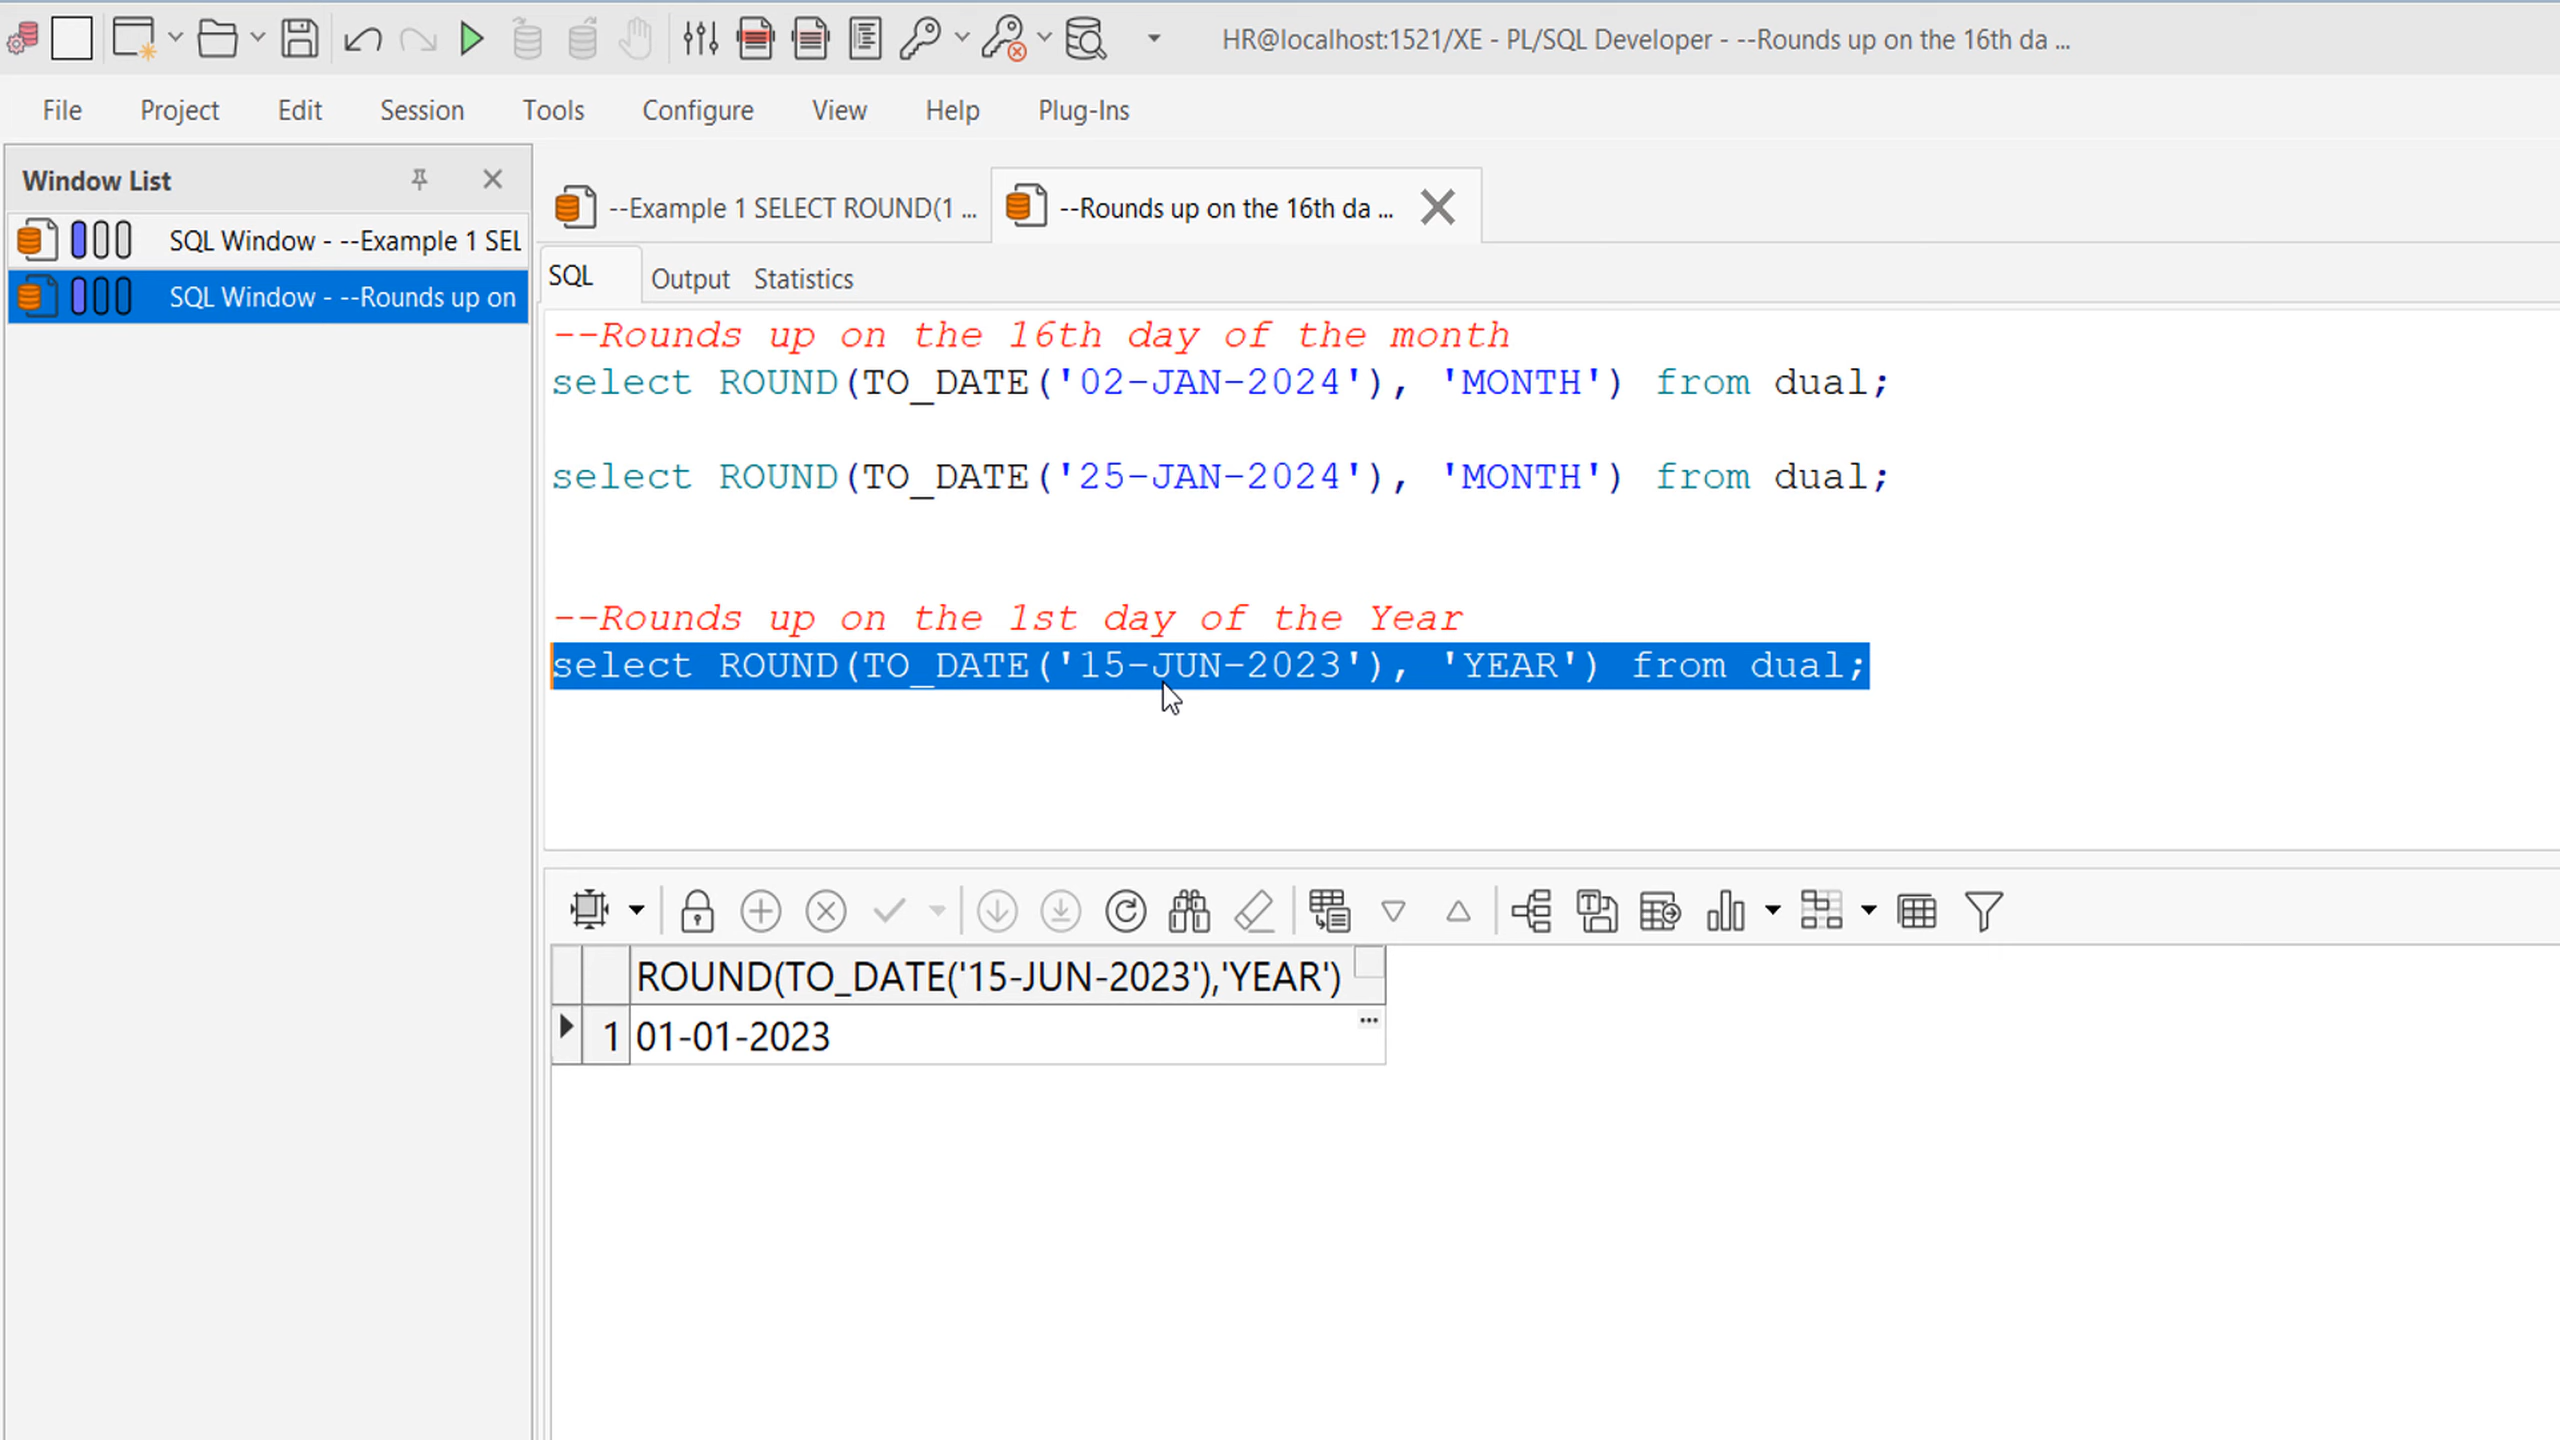 HR@localhost:1521/XE - PL/SQL Developer - --Rounds up on the 16th da ...
File Project Edit Session Tools Configure View Help Plug-Ins
Window List
SQL Window - --Example 1 SEL
SQL Window - --Rounds up on
--Example 1 SELECT ROUND(1 ...
--Rounds up on the 16th da ...
SQL Output Statistics
--Rounds up on the 16th day of the month
select ROUND(TO_DATE('02-JAN-2024'), 'MONTH') from dual;
select ROUND(TO_DATE('25-JAN-2024'), 'MONTH') from dual;
--Rounds up on the 1st day of the Year
select ROUND(TO_DATE('15-JUN-2023'), 'YEAR') from dual;
ROUND(TO_DATE('15-JUN-2023'),'YEAR')
1 01-01-2023 ...